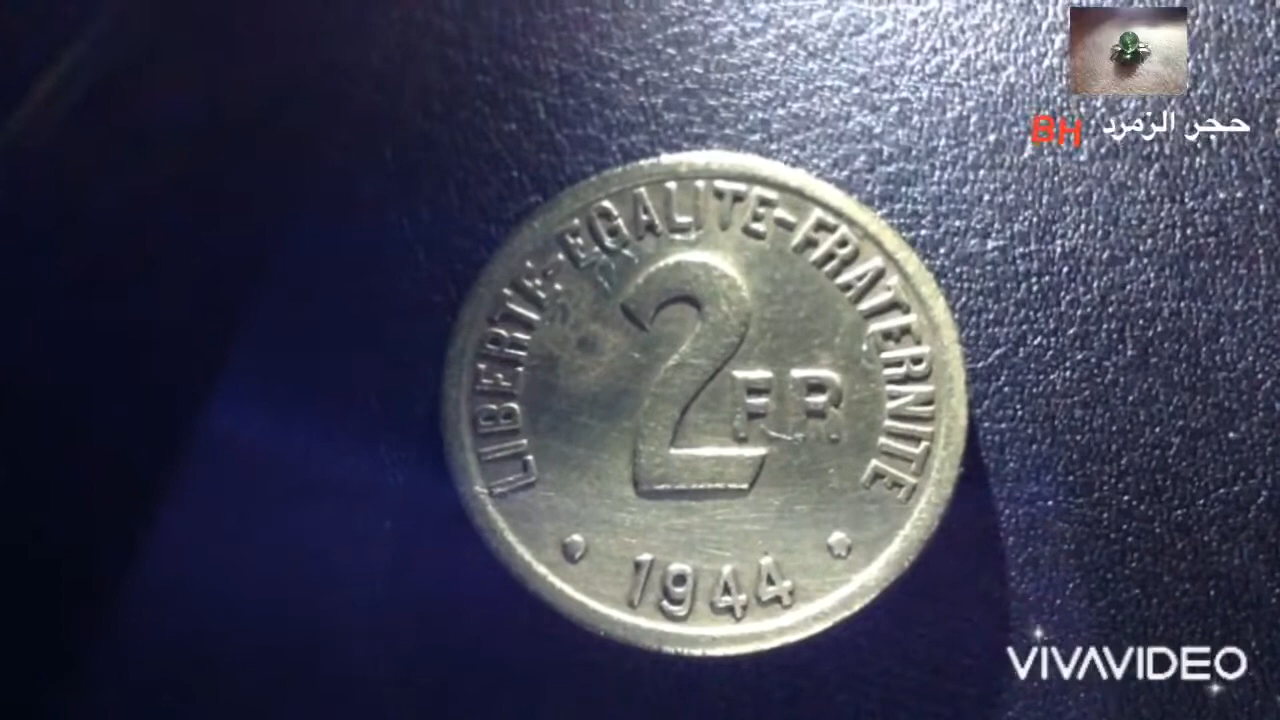 حجر الزمرد BH
LIBERTE-EGALITE-FRATERNITE
2 FR
1944
VIVAVIDEO